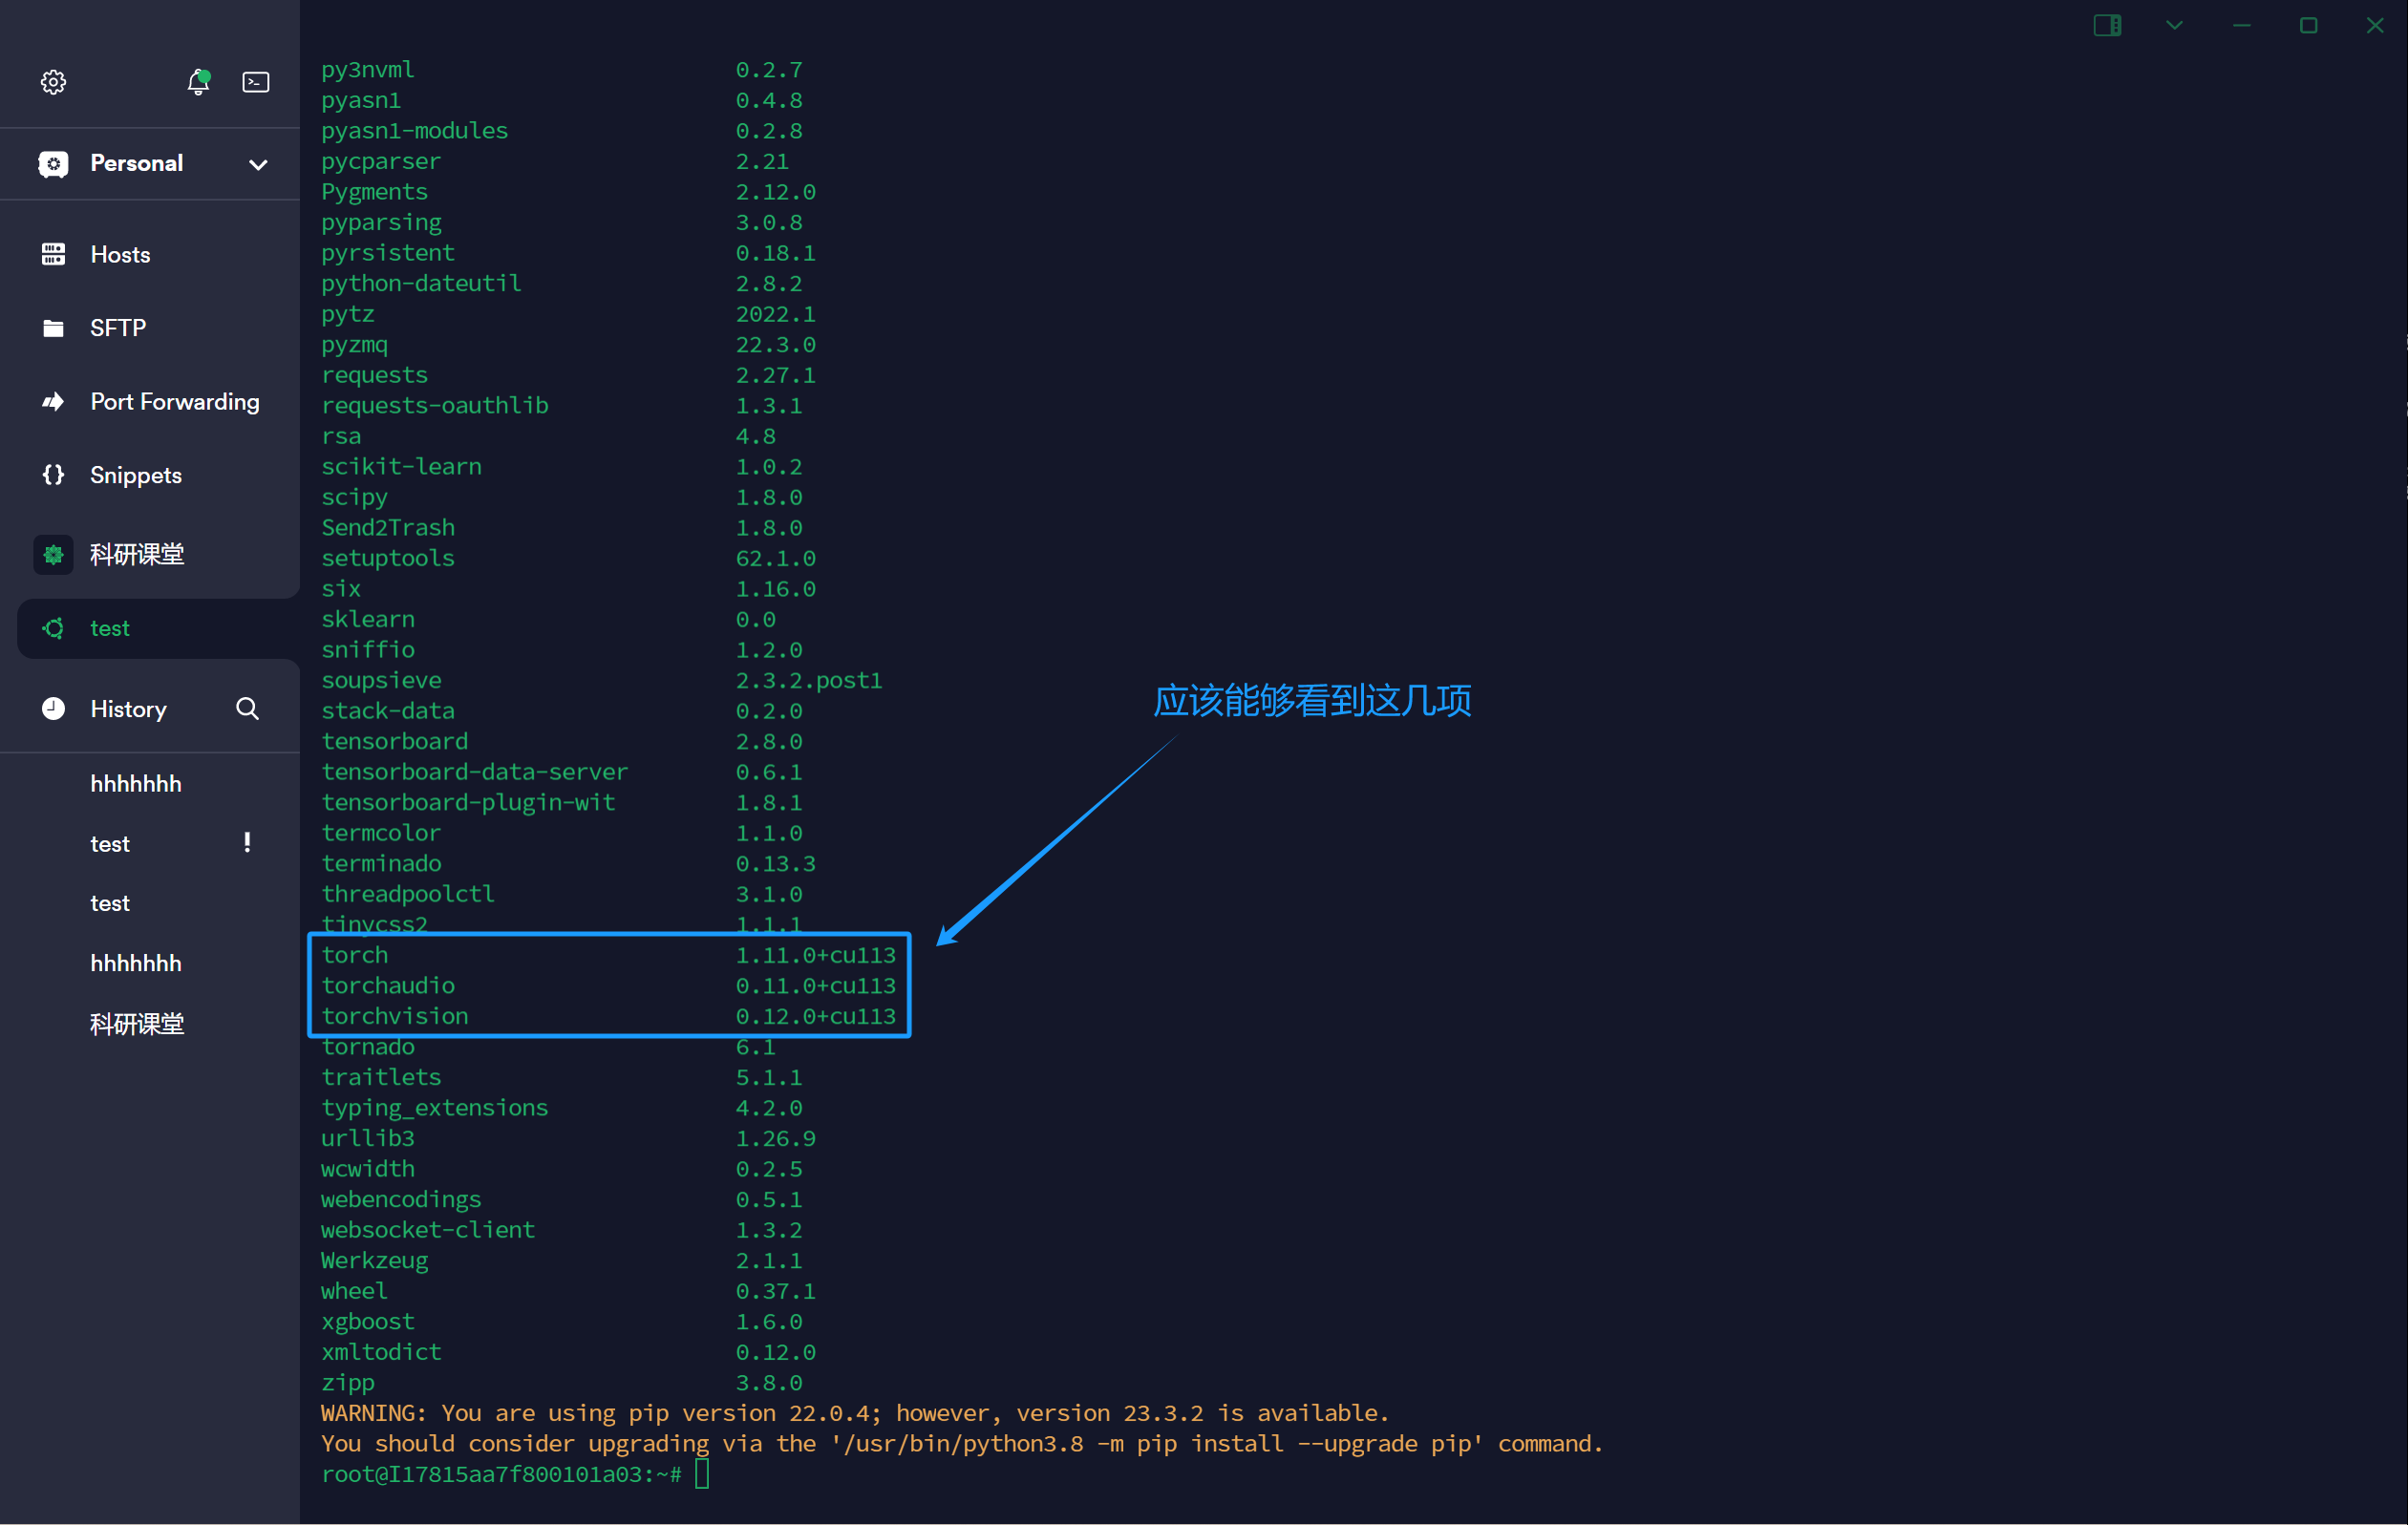 Personal
Hosts
SFTP
Port Forwarding
Snippets
科研课堂
test
History
hhhhhhh
test !
test
hhhhhhh
科研课堂
py3nvml 0.2.7
pyasn1 0.4.8
pyasn1-modules 0.2.8
pycparser 2.21
Pygments 2.12.0
pyparsing 3.0.8
pyrsistent 0.18.1
python-dateutil 2.8.2
pytz 2022.1
pyzmq 22.3.0
requests 2.27.1
requests-oauthlib 1.3.1
rsa 4.8
scikit-learn 1.0.2
scipy 1.8.0
Send2Trash 1.8.0
setuptools 62.1.0
six 1.16.0
sklearn 0.0
sniffio 1.2.0
soupsieve 2.3.2.post1
stack-data 0.2.0
tensorboard 2.8.0
tensorboard-data-server 0.6.1
tensorboard-plugin-wit 1.8.1
termcolor 1.1.0
terminado 0.13.3
threadpoolctl 3.1.0
tinycss2 1.1.1
torch 1.11.0+cu113
torchaudio 0.11.0+cu113
torchvision 0.12.0+cu113
tornado 6.1
traitlets 5.1.1
typing_extensions 4.2.0
urllib3 1.26.9
wcwidth 0.2.5
webencodings 0.5.1
websocket-client 1.3.2
Werkzeug 2.1.1
wheel 0.37.1
xgboost 1.6.0
xmltodict 0.12.0
zipp 3.8.0
WARNING: You are using pip version 22.0.4; however, version 23.3.2 is available.
You should consider upgrading via the '/usr/bin/python3.8 -m pip install --upgrade pip' command.
root@I17815aa7f800101a03:~#
应该能够看到这几项